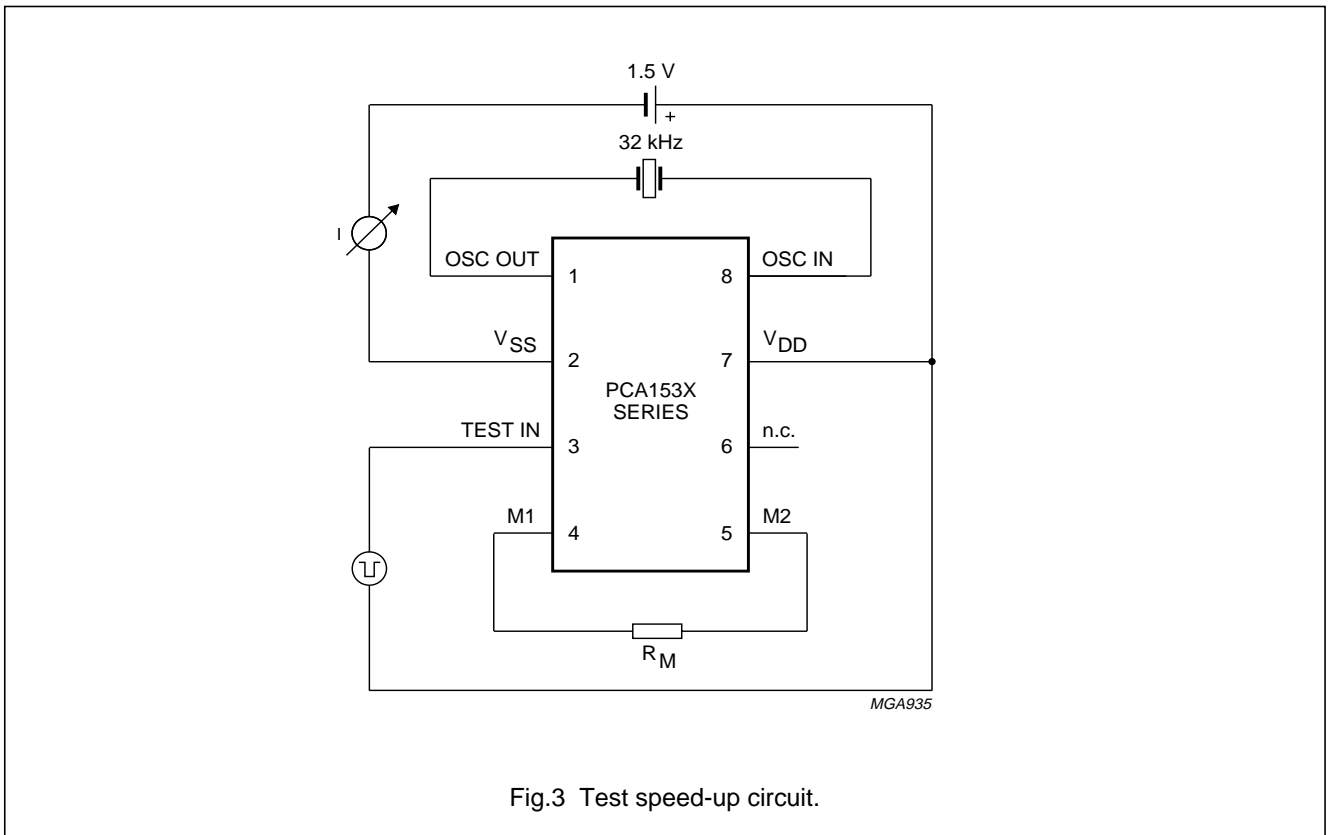 1.5 V
+
32 kHz
I
OSC OUT
1
8
OSC IN
VSS
2
7
VDD
PCA153X
SERIES
TEST IN
3
6
n.c.
M1
4
5
M2
RM
MGA935
Fig.3 Test speed-up circuit.